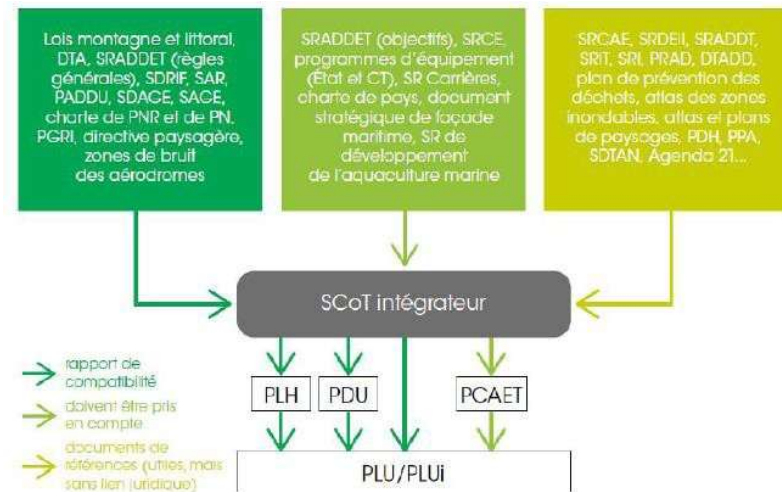 Lois montagne et littoral,
DTA, SRADDET (règles
générales), SDRIF, SAR,
PADDU, SDAGE, SAGE,
charte de PNR et de PN,
PGRI, directive paysagère,
zones de bruit
des aérodromes
SRADDET (objectifs), SRCE,
programmes d'équipement
(État et CT), SR Carrières,
charte de pays, document
stratégique de façade
maritime, SR de
développement
de l'aquaculture marine
SRCAE, SRDEII, SRADDT,
SRIT, SRI, PRAD, DTADD,
plan de prévention des
déchets, atlas des zones
inondables, atlas et plans
de paysages, PDH, PPA,
SDTAN, Agenda 21...
SCoT intégrateur
PLH
PDU
PCAET
PLU/PLUi
rapport de
compatibilité
doivent être pris
en compte
documents de
références (utiles, mais
sans lien juridique)